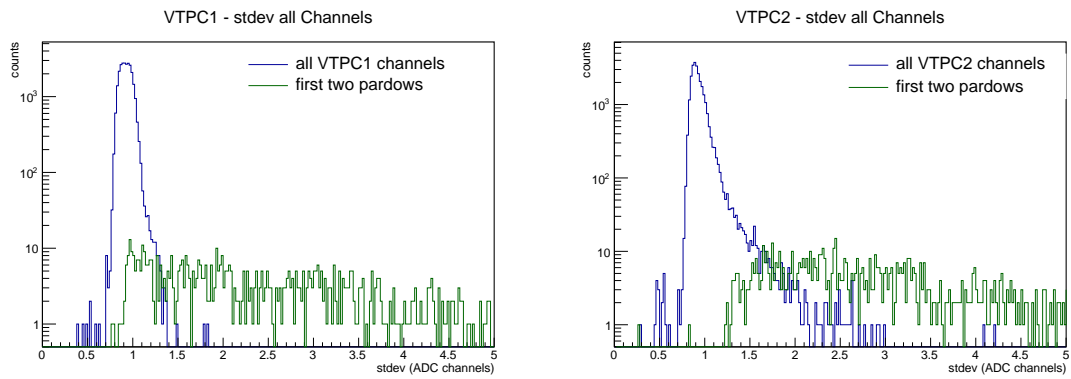 VTPC1 - stdev all Channels
counts
10³
10²
10
1
all VTPC1 channels
first two pardows
0 0.5 1 1.5 2 2.5 3 3.5 4 4.5 5
stdev (ADC channels)
VTPC2 - stdev all Channels
counts
10³
10²
10
1
all VTPC2 channels
first two pardows
0 0.5 1 1.5 2 2.5 3 3.5 4 4.5 5
stdev (ADC channels)